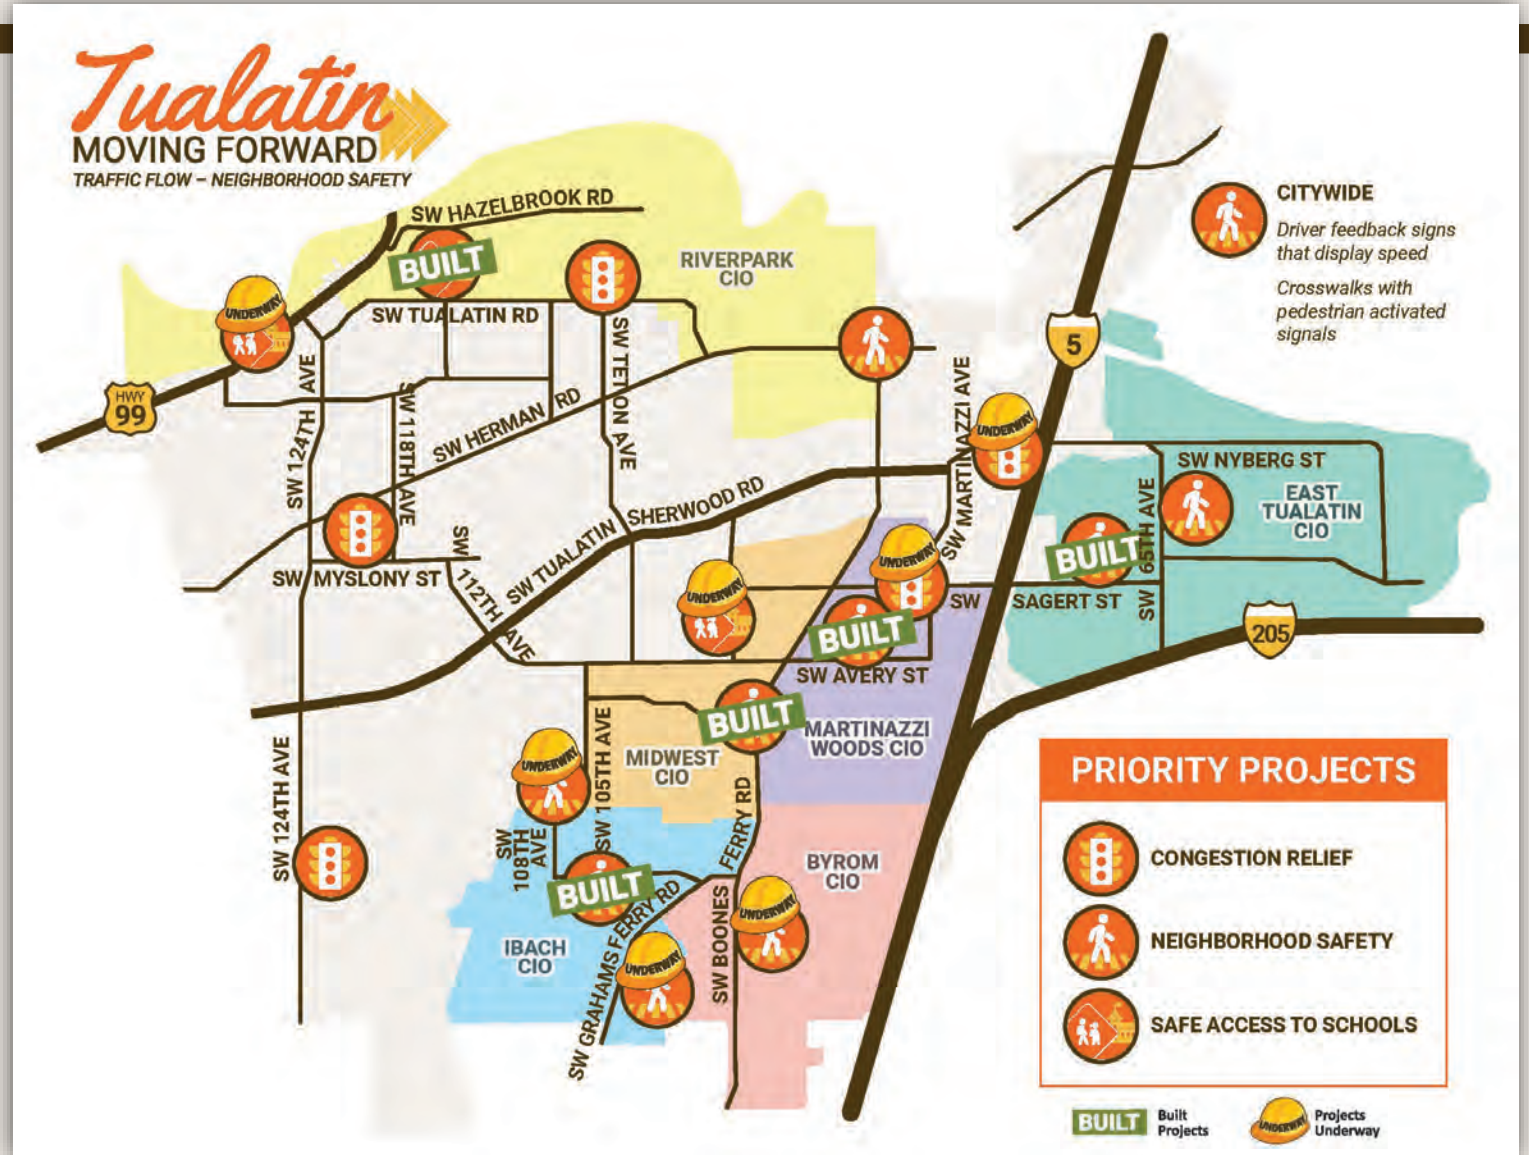 Tualatin
MOVING FORWARD
TRAFFIC FLOW – NEIGHBORHOOD SAFETY
SW HAZELBROOK RD
BUILT
RIVERPARK
CIO
CITYWIDE
Driver feedback signs
that display speed
Crosswalks with
pedestrian activated
signals
UNDERWAY
SW TUALATIN RD
5
HWY
99
SW 124TH AVE
SW 118TH AVE
SW HERMAN RD
SW TETON AVE
SW MARTINAZZI AVE
UNDERWAY
SW NYBERG ST
EAST
TUALATIN
CIO
SW TUALATIN SHERWOOD RD
SW MYSLONY ST
SW 112TH AVE
UNDERWAY
UNDERWAY
BUILT
SW 65TH AVE
SW SAGERT ST
BUILT
205
SW AVERY ST
BUILT
MARTINAZZI
WOODS CIO
MIDWEST
CIO
UNDERWAY
SW 105TH AVE
SW
108TH
AVE
SW 124TH AVE
BUILT
SW BOONES FERRY RD
BYROM
CIO
UNDERWAY
IBACH
CIO
SW GRAHAMS FERRY RD
UNDERWAY
PRIORITY PROJECTS
CONGESTION RELIEF
NEIGHBORHOOD SAFETY
SAFE ACCESS TO SCHOOLS
BUILT
Built
Projects
UNDERWAY
Projects
Underway